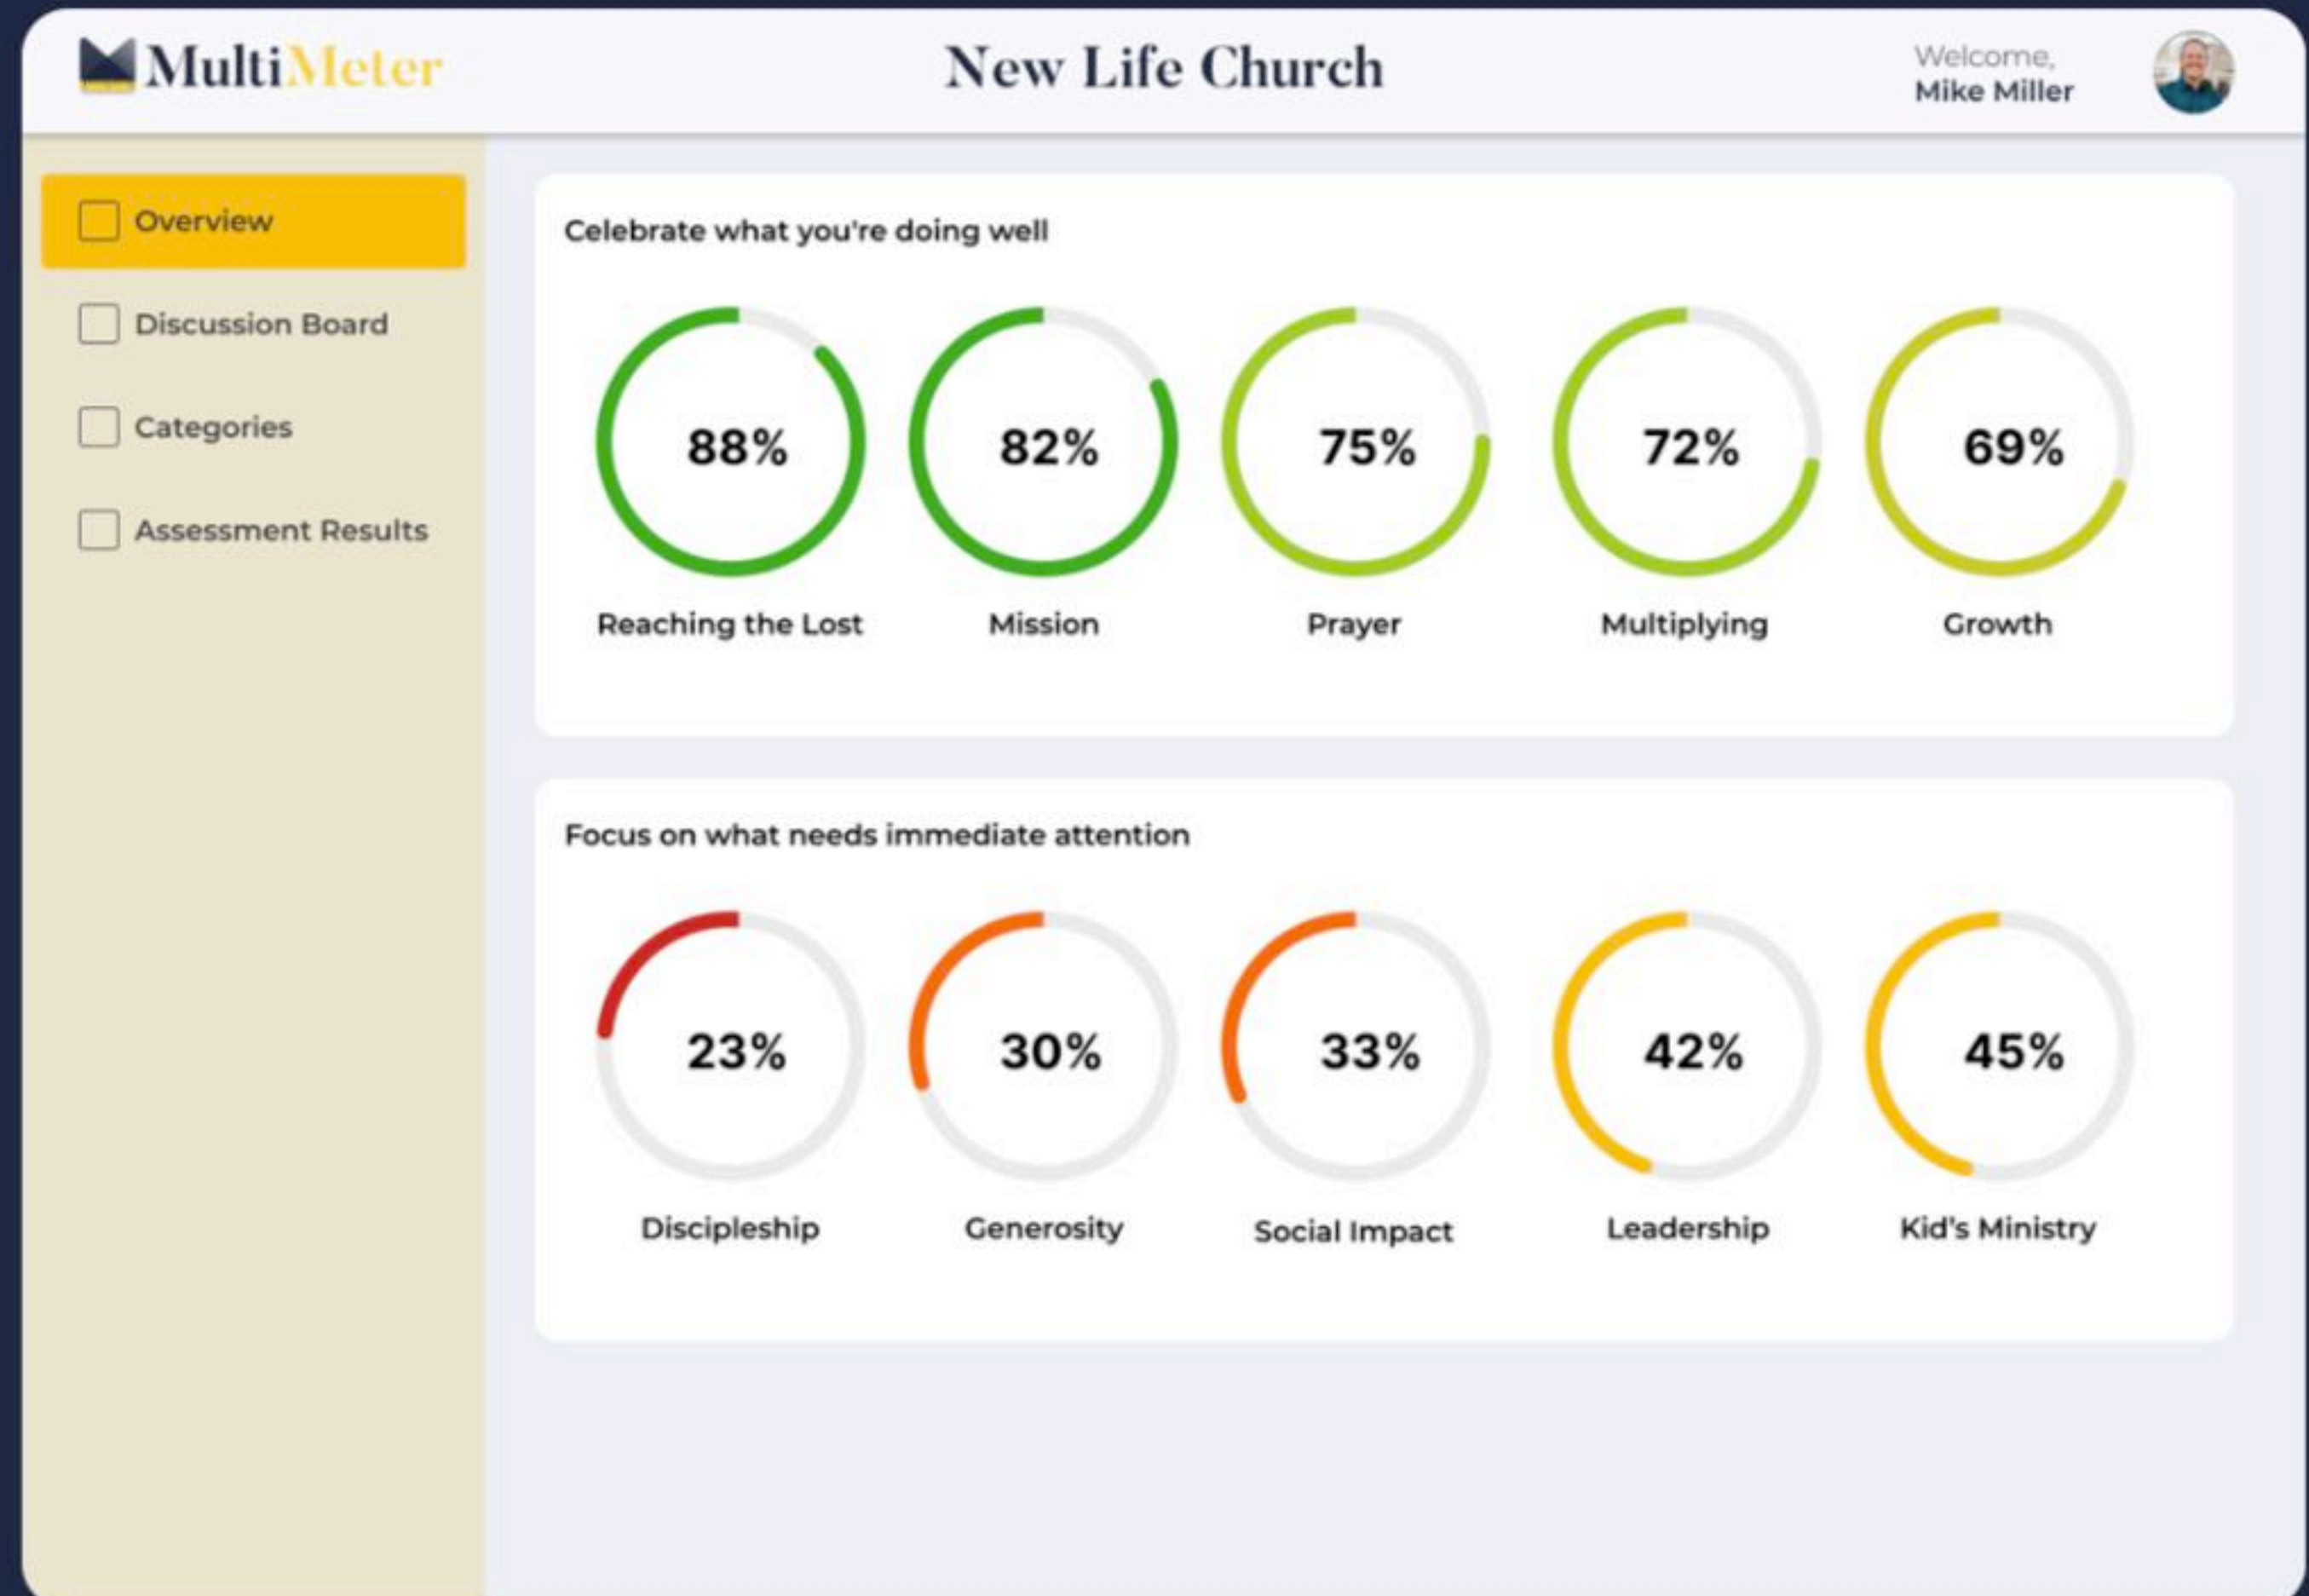 MultiMeter
New Life Church
Welcome,
Mike Miller
Overview
Discussion Board
Categories
Assessment Results
Celebrate what you're doing well
88%
82%
75%
72%
69%
Reaching the Lost
Mission
Prayer
Multiplying
Growth
Focus on what needs immediate attention
23%
30%
33%
42%
45%
Discipleship
Generosity
Social Impact
Leadership
Kid's Ministry